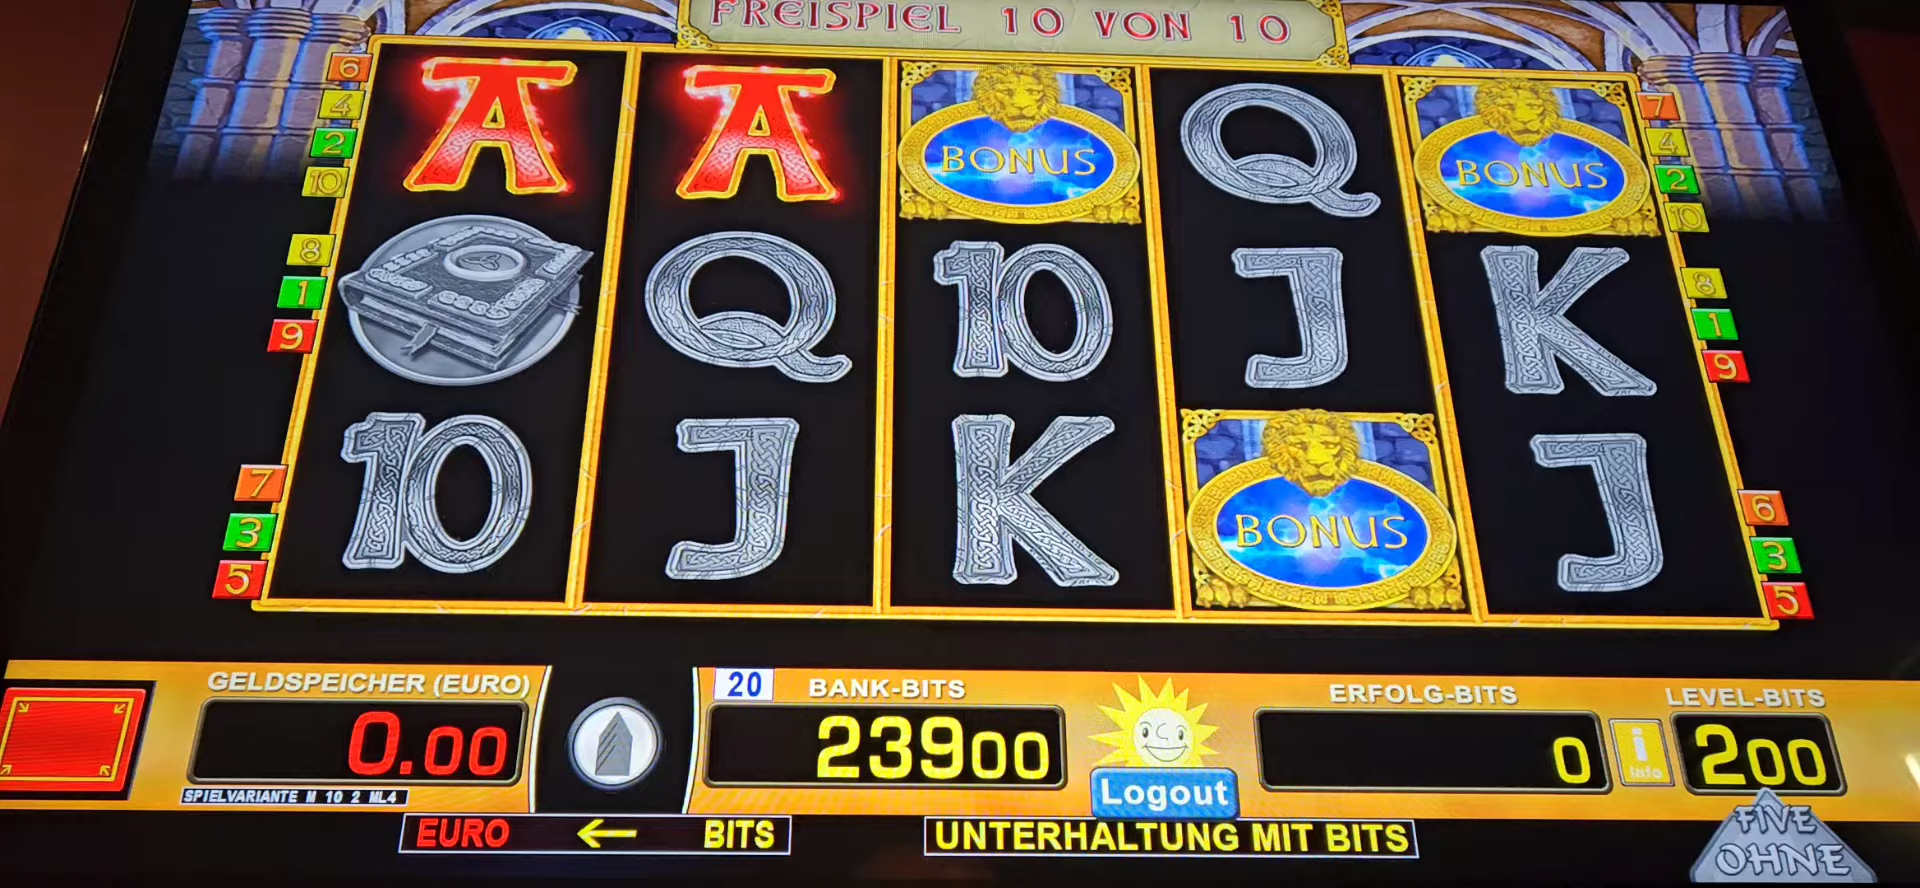 FREISPIEL 10 VON 10
6 A A BONUS Q BONUS 7
4 4
2 2
10 10
8 Q 10 J K 8
1 1
9 9
7 10 J K BONUS J 6
3 3
5 5
GELDSPEICHER (EURO) 20 BANK-BITS ERFOLG-BITS LEVEL-BITS
0.00 23900 0 info 200
SPIELVARIANTE M 10 2 ML4 Logout
EURO ← BITS UNTERHALTUNG MIT BITS
FIVE
OHNE